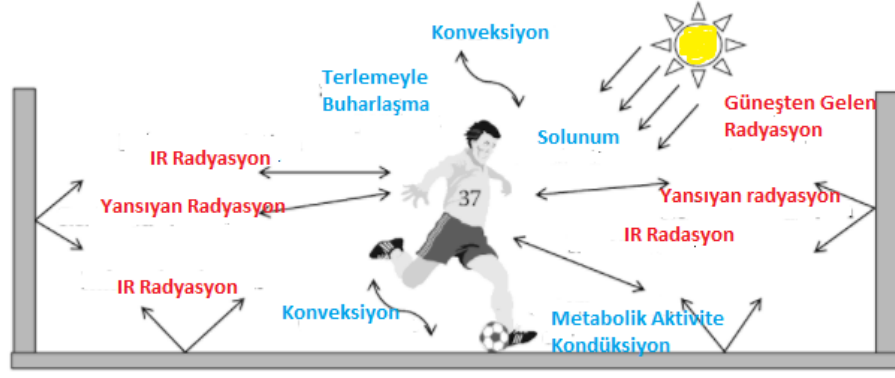 Konveksiyon
Terlemeyle
Buharlaşma
Güneşten Gelen
Radyasyon
Solunum
IR Radyasyon
37
Yansıyan Radyasyon
Yansıyan radyasyon
IR Radasyon
IR Radyasyon
Konveksiyon
Metabolik Aktivite
Kondüksiyon